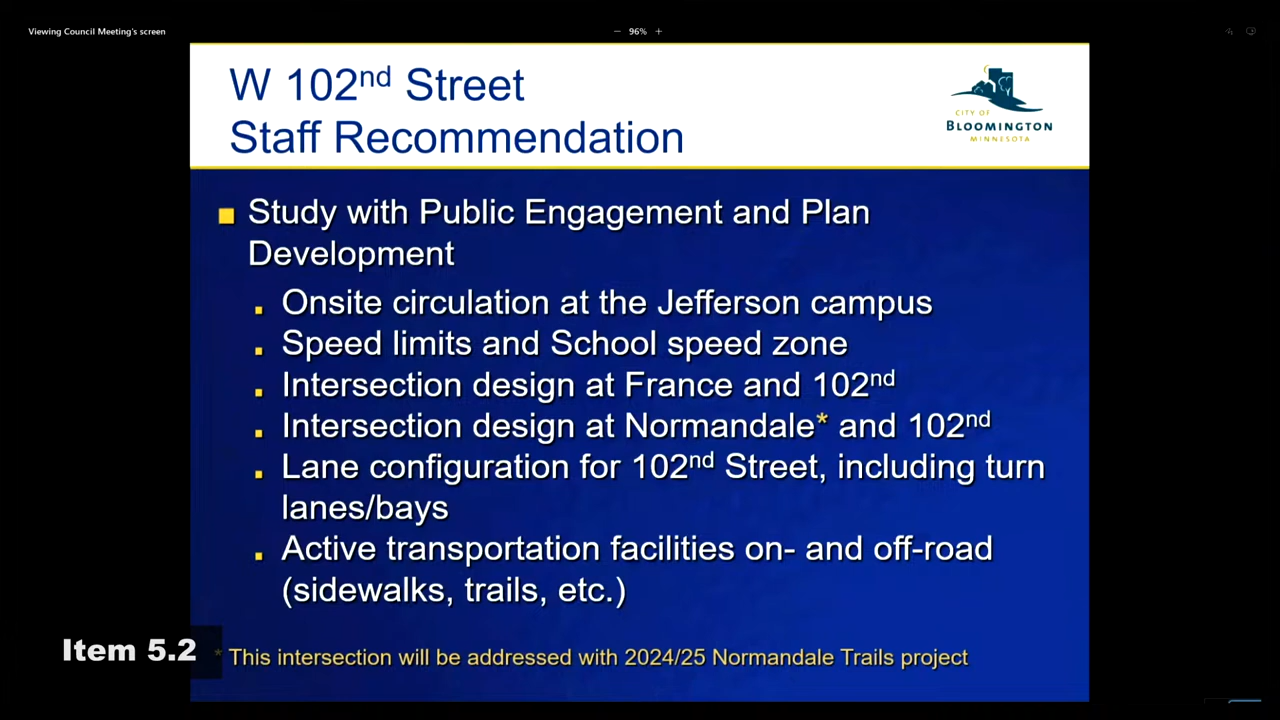 Viewing Council Meeting's screen
− 96% +
W 102nd Street
Staff Recommendation
CITY OF
BLOOMINGTON
MINNESOTA
Study with Public Engagement and Plan
Development
Onsite circulation at the Jefferson campus
Speed limits and School speed zone
Intersection design at France and 102nd
Intersection design at Normandale* and 102nd
Lane configuration for 102nd Street, including turn
lanes/bays
Active transportation facilities on- and off-road
(sidewalks, trails, etc.)
Item 5.2
* This intersection will be addressed with 2024/25 Normandale Trails project